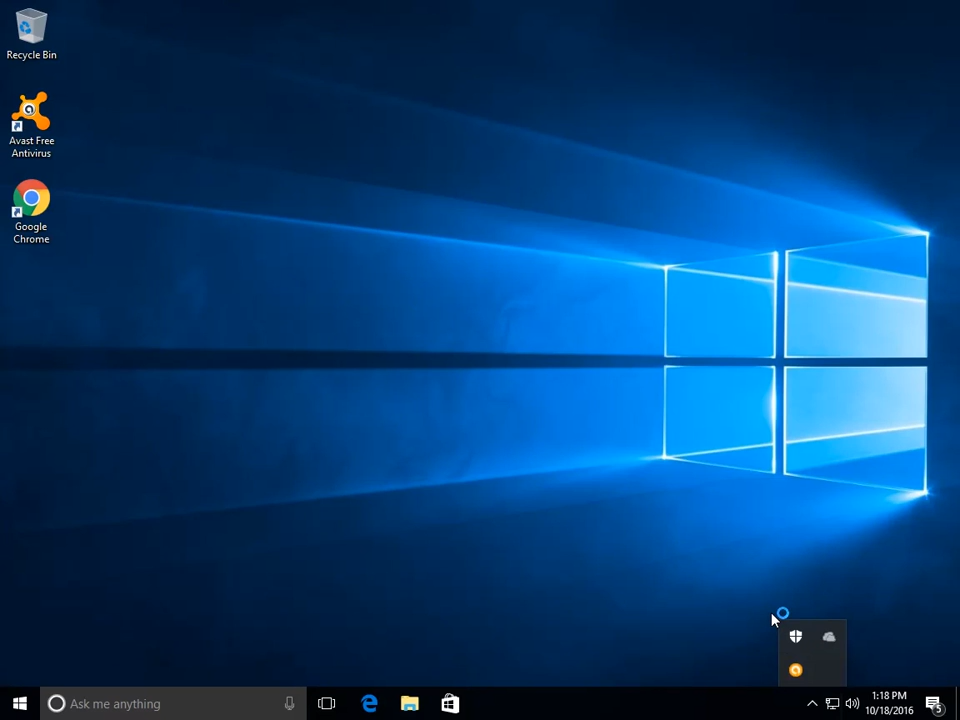 Recycle Bin
Avast Free
Antivirus
Google
Chrome
Ask me anything
1:18 PM
10/18/2016
5